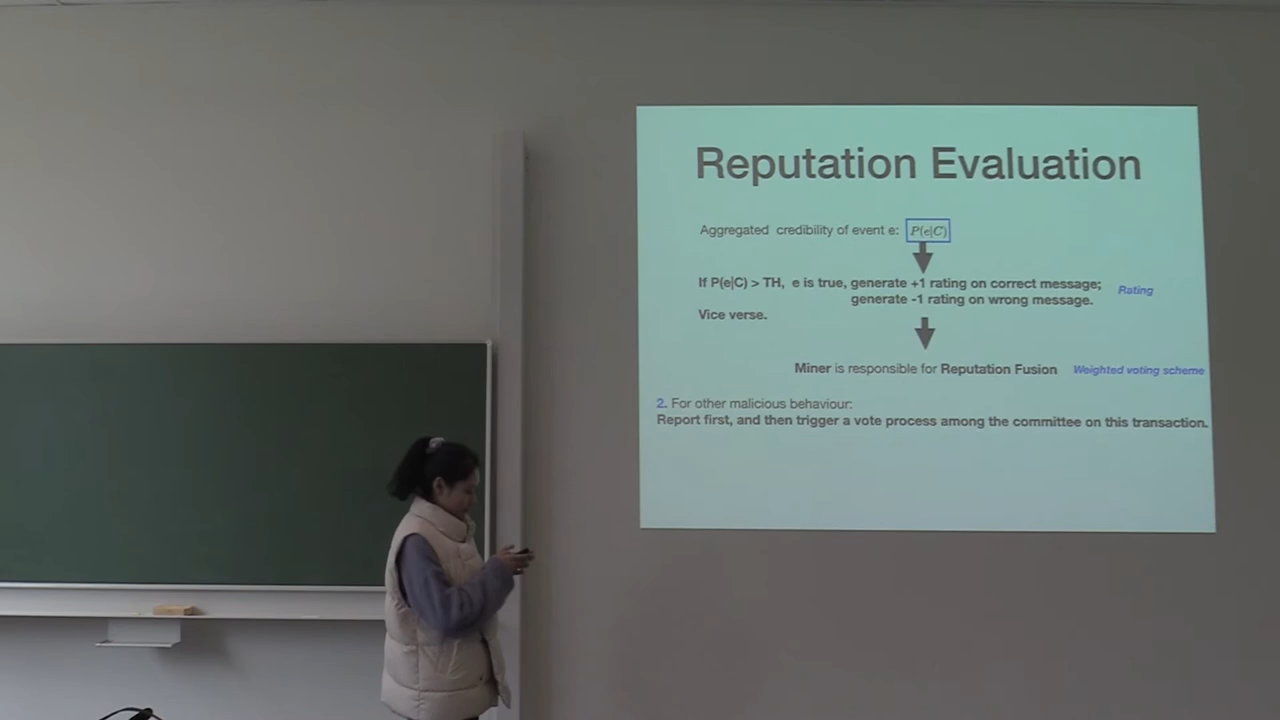 Reputation Evaluation
Aggregated credibility of event e: P(e|C)
If P(e|C) > TH, e is true, generate +1 rating on correct message;
generate -1 rating on wrong message.
Rating
Vice verse.
Miner is responsible for Reputation Fusion
Weighted voting scheme
2. For other malicious behaviour:
Report first, and then trigger a vote process among the committee on this transaction.